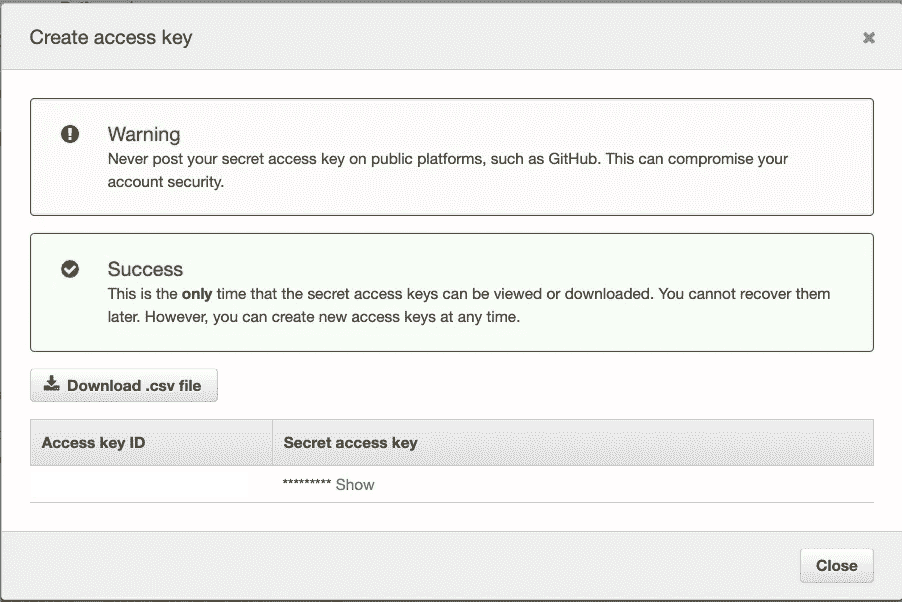 Create access key
Warning
Never post your secret access key on public platforms, such as GitHub. This can compromise your
account security.
Success
This is the only time that the secret access keys can be viewed or downloaded. You cannot recover them
later. However, you can create new access keys at any time.
Download .csv file
Access key ID Secret access key
********* Show
Close